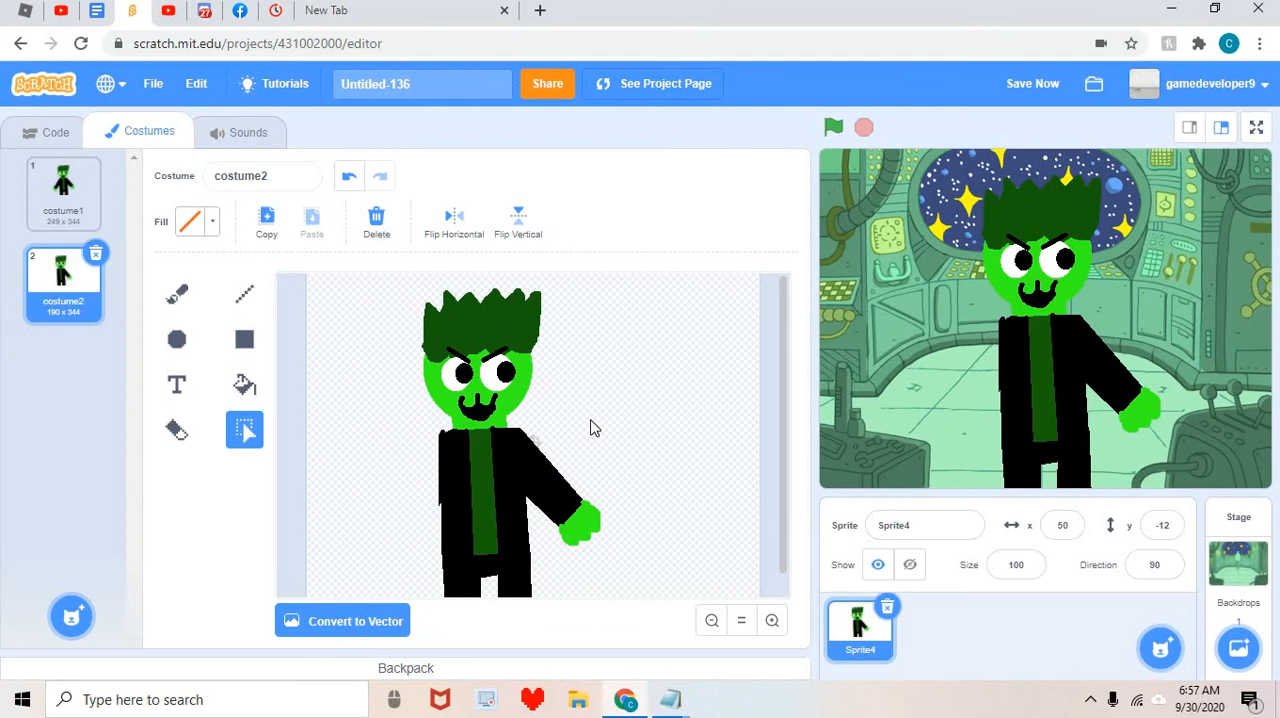 27
New Tab
scratch.mit.edu/projects/431002000/editor
C
SCRATCH
File
Edit
Tutorials
Untitled-136
Share
See Project Page
Save Now
gamedeveloper9
Code
Costumes
Sounds
1
costume1
249 x 344
2
costume2
190 x 344
Costume
costume2
Fill
Copy
Paste
Delete
Flip Horizontal
Flip Vertical
T
Convert to Vector
Backpack
Sprite
Sprite4
x
50
y
-12
Show
Size
100
Direction
90
Sprite4
Stage
Backdrops
1
Type here to search
6:57 AM
9/30/2020
1